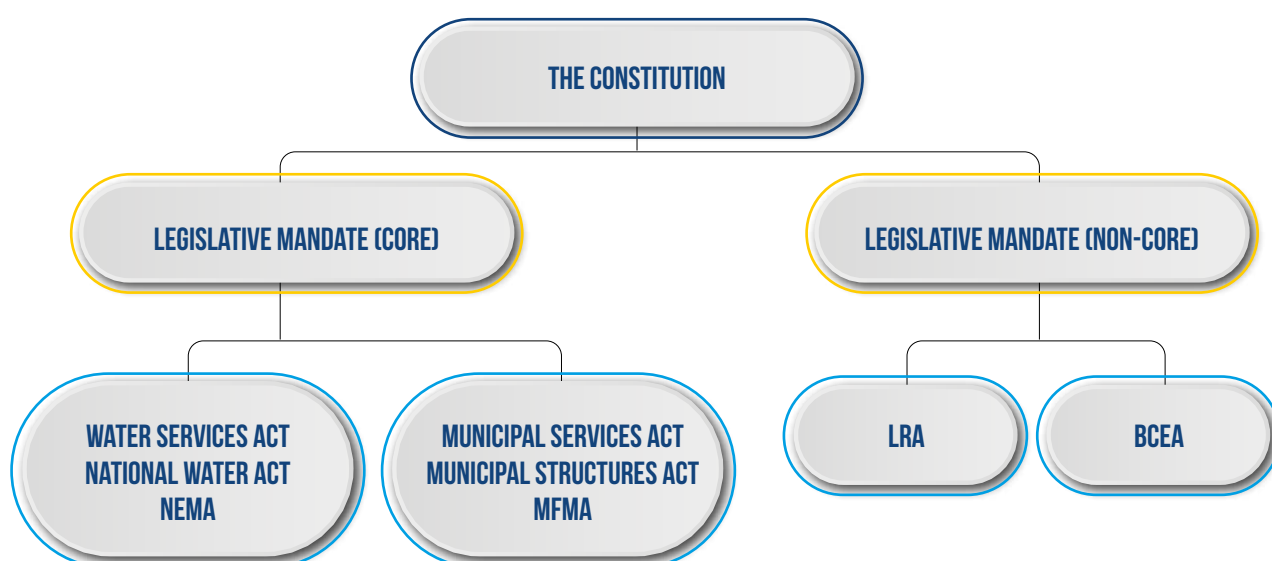 THE CONSTITUTION
LEGISLATIVE MANDATE (CORE)
LEGISLATIVE MANDATE (NON-CORE)
WATER SERVICES ACT
NATIONAL WATER ACT
NEMA
MUNICIPAL SERVICES ACT
MUNICIPAL STRUCTURES ACT
MFMA
LRA
BCEA